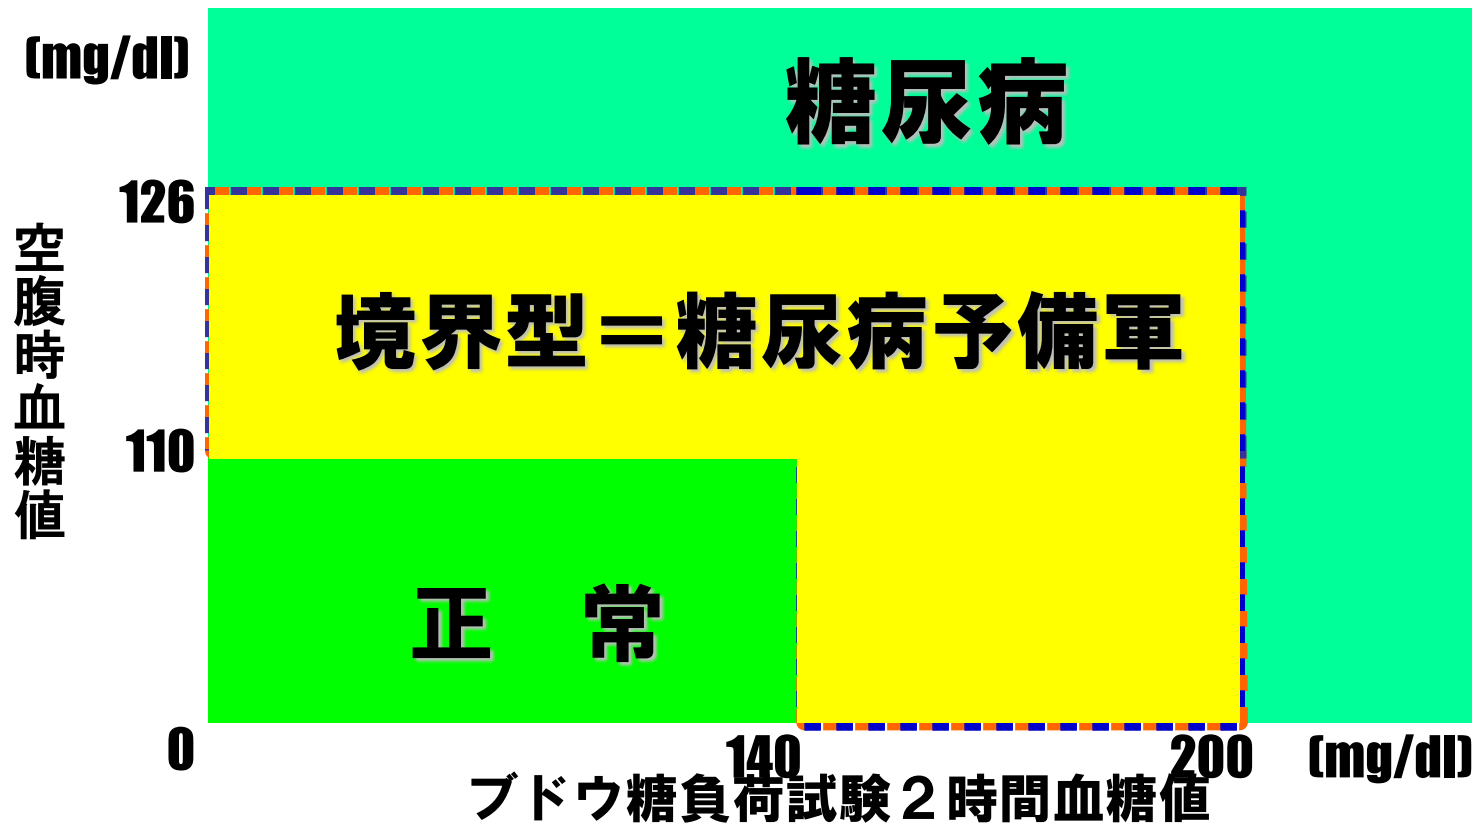 (mg/dl)
糖尿病
126
空腹時血糖値
境界型＝糖尿病予備軍
110
正　常
0
140
200
(mg/dl)
ブドウ糖負荷試験２時間血糖値